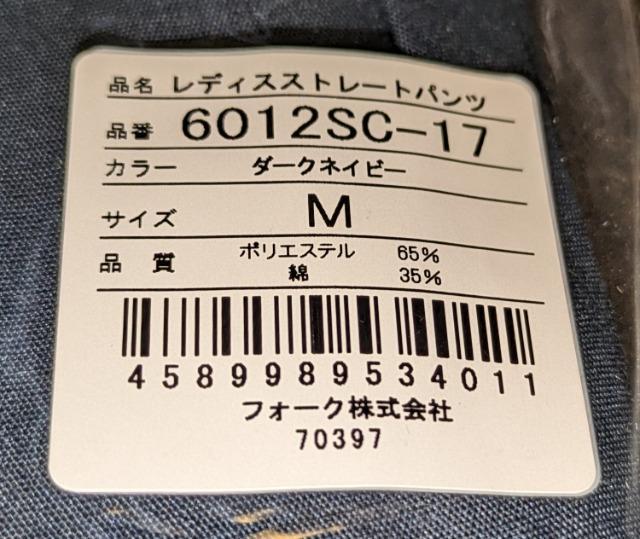 品名 レディスストレートパンツ
品番 6012SC-17
カラー ダークネイビー
サイズ M
品 質 ポリエステル 65%
綿 35%
4589989534011
フォーク株式会社
70397